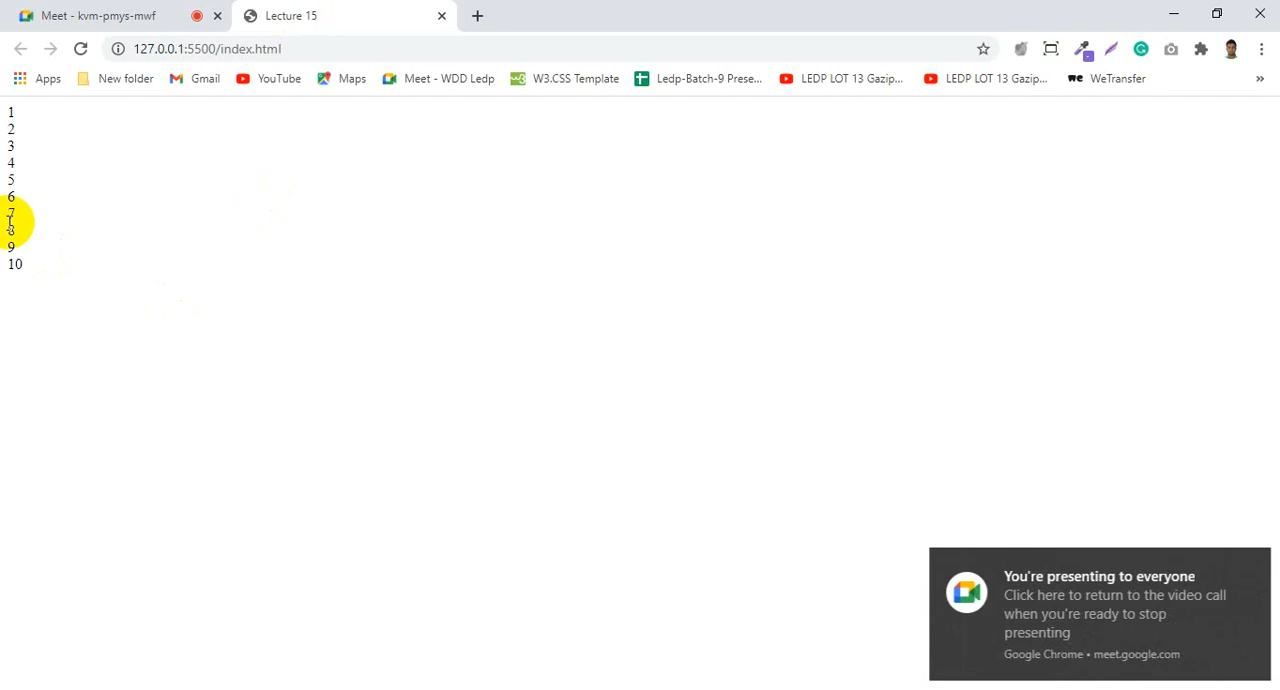 Meet - kvm-pmys-mwf
Lecture 15
127.0.0.1:5500/index.html
Apps
New folder
Gmail
YouTube
Maps
Meet - WDD Ledp
W3.CSS Template
Ledp-Batch-9 Prese...
LEDP LOT 13 Gazip...
LEDP LOT 13 Gazip...
we WeTransfer
»
1
2
3
4
5
6
7
8
9
10
You're presenting to everyone
Click here to return to the video call
when you're ready to stop
presenting
Google Chrome • meet.google.com